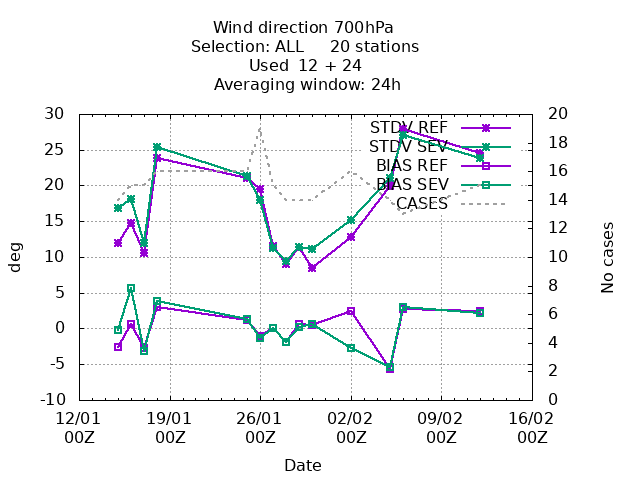 Wind direction 700hPa
Selection: ALL 20 stations
Used 12 + 24
Averaging window: 24h
30
25
20
15
10
5
0
-5
-10
deg
20
18
16
14
12
10
8
6
4
2
0
No cases
STDV REF
STDV SEV
BIAS REF
BIAS SEV
CASES
12/01 19/01 26/01 02/02 09/02 16/02
00Z 00Z 00Z 00Z 00Z 00Z
Date